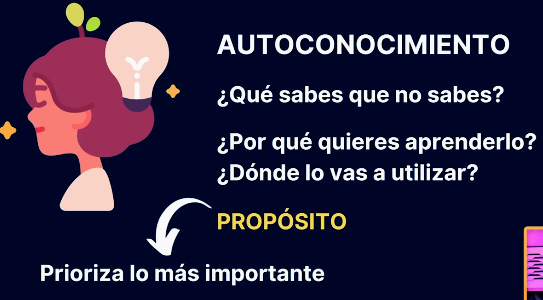 AUTOCONOCIMIENTO
¿Qué sabes que no sabes?
¿Por qué quieres aprenderlo?
¿Dónde lo vas a utilizar?
PROPÓSITO
Prioriza lo más importante